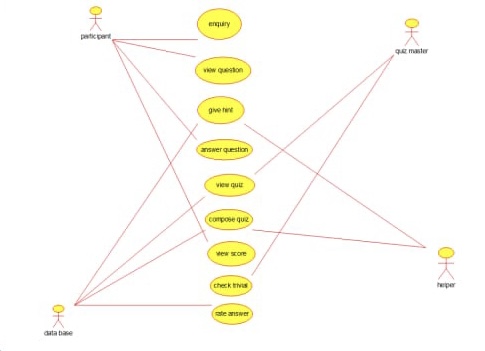 participant
enquiry
quiz master
view question
give hint
answer question
view quiz
compose quiz
view score
check trivial
rate answer
helper
data base